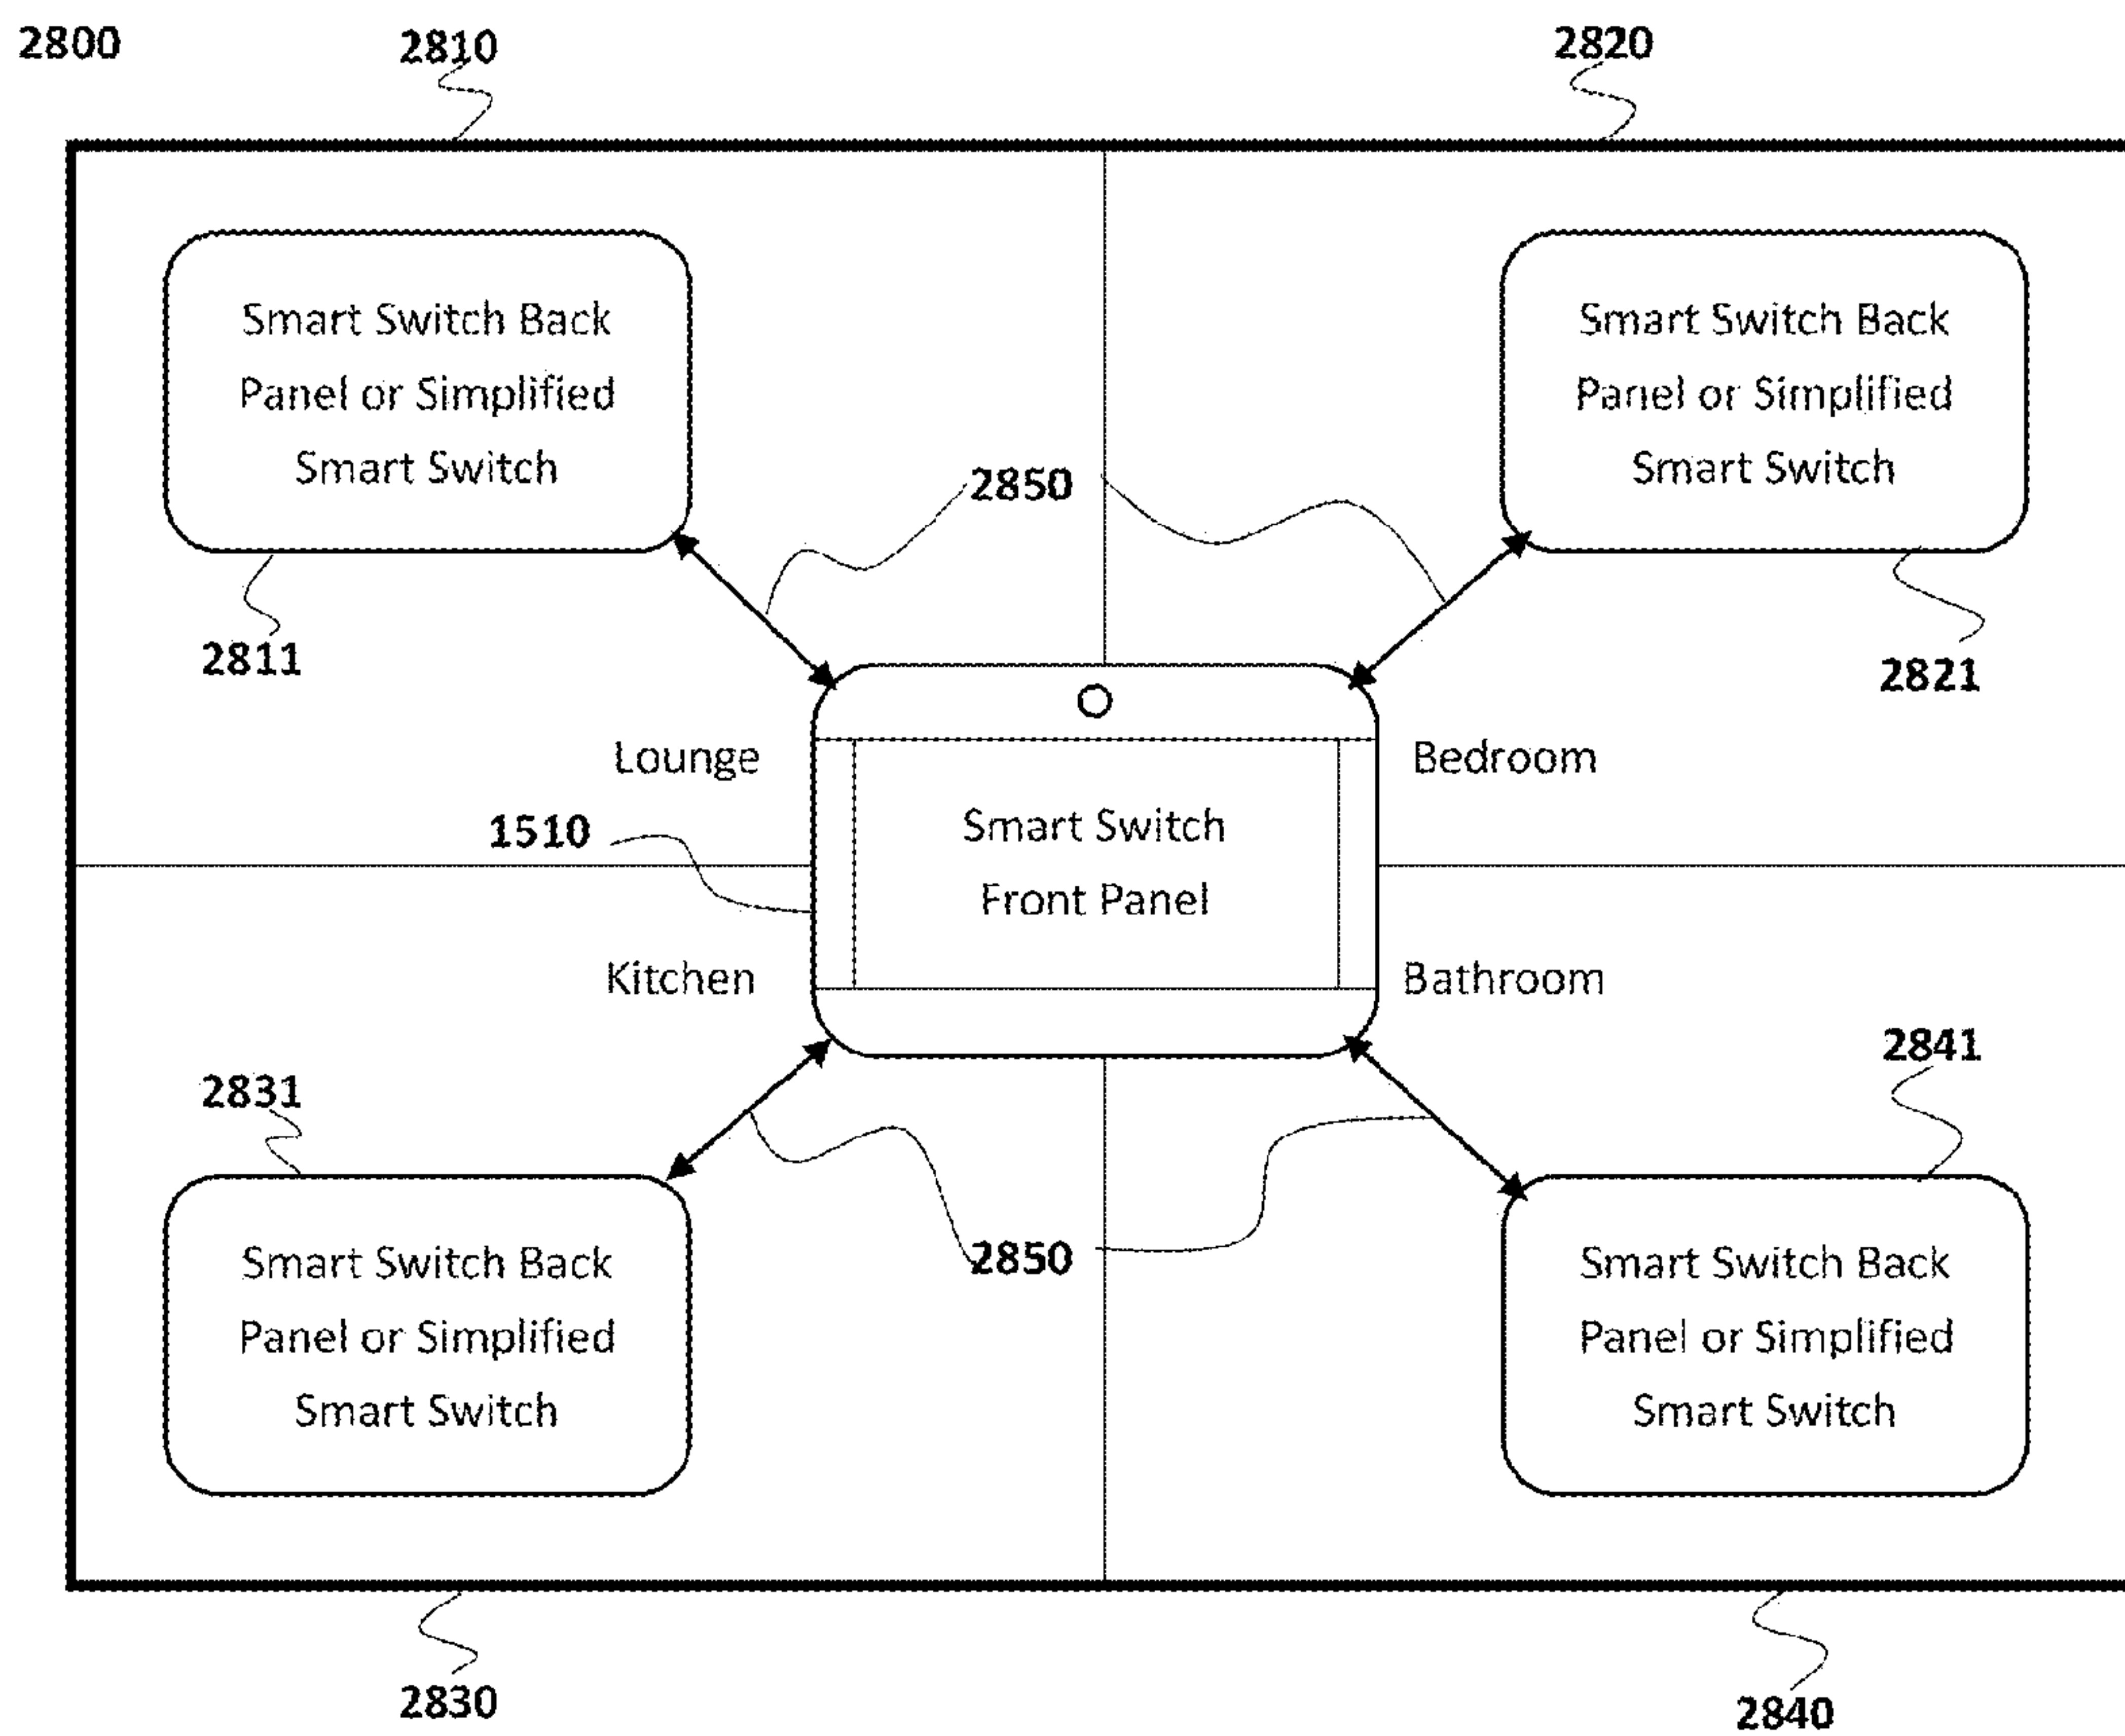 2800
2810
2820
Smart Switch Back
Panel or Simplified
Smart Switch
Smart Switch Back
Panel or Simplified
Smart Switch
2850
2811
2821
Lounge
Bedroom
1510
Smart Switch
Front Panel
Kitchen
Bathroom
2831
2841
2850
Smart Switch Back
Panel or Simplified
Smart Switch
Smart Switch Back
Panel or Simplified
Smart Switch
2830
2840